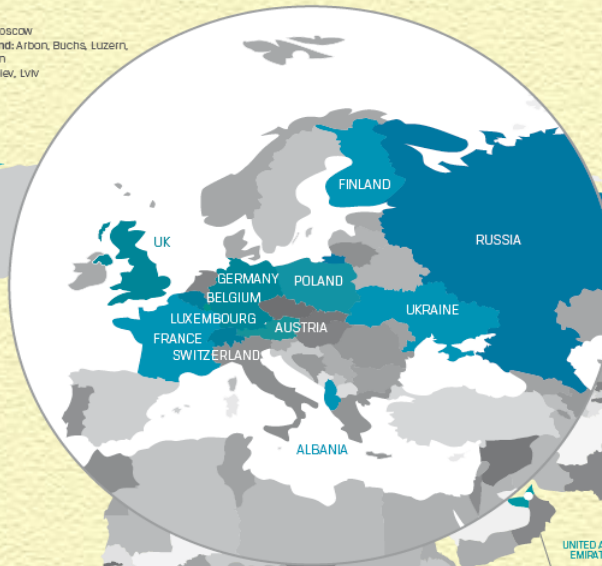 oscow
nd: Arbon, Buchs, Luzern,
n
iev, Lviv
FINLAND
RUSSIA
UK
GERMANY
POLAND
BELGIUM
UKRAINE
LUXEMBOURG
AUSTRIA
FRANCE
SWITZERLAND
ALBANIA
UNITED A
EMIRAT